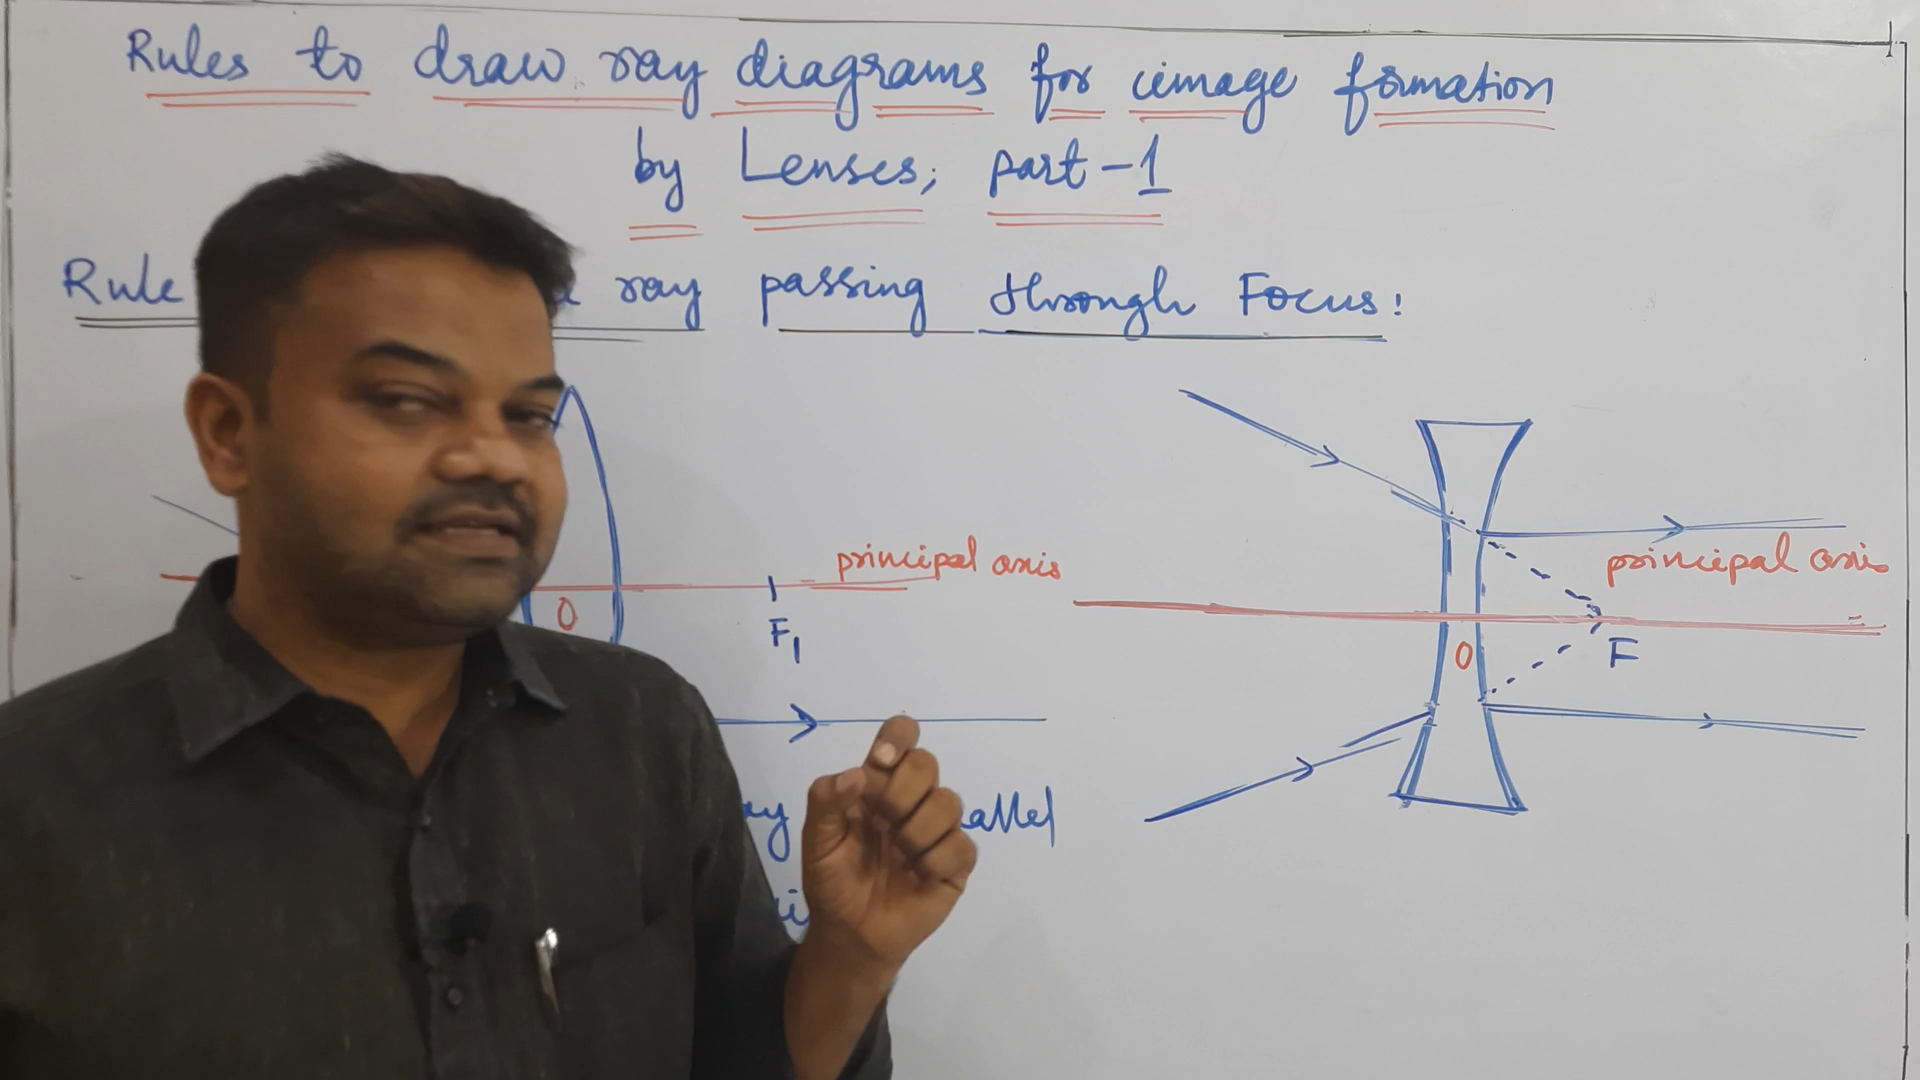 Rules to draw ray diagrams for image formation
by Lenses; part-1
Rule ray passing through Focus:
principal axis
O
F1
principal axis
O
F